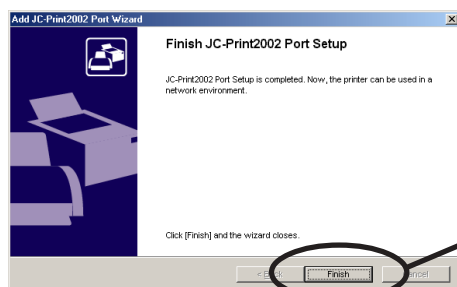 Add JC-Print2002 Port Wizard
Finish JC-Print2002 Port Setup
JC-Print2002 Port Setup is completed. Now, the printer can be used in a
network environment.
Click [Finish] and the wizard closes.
Finish